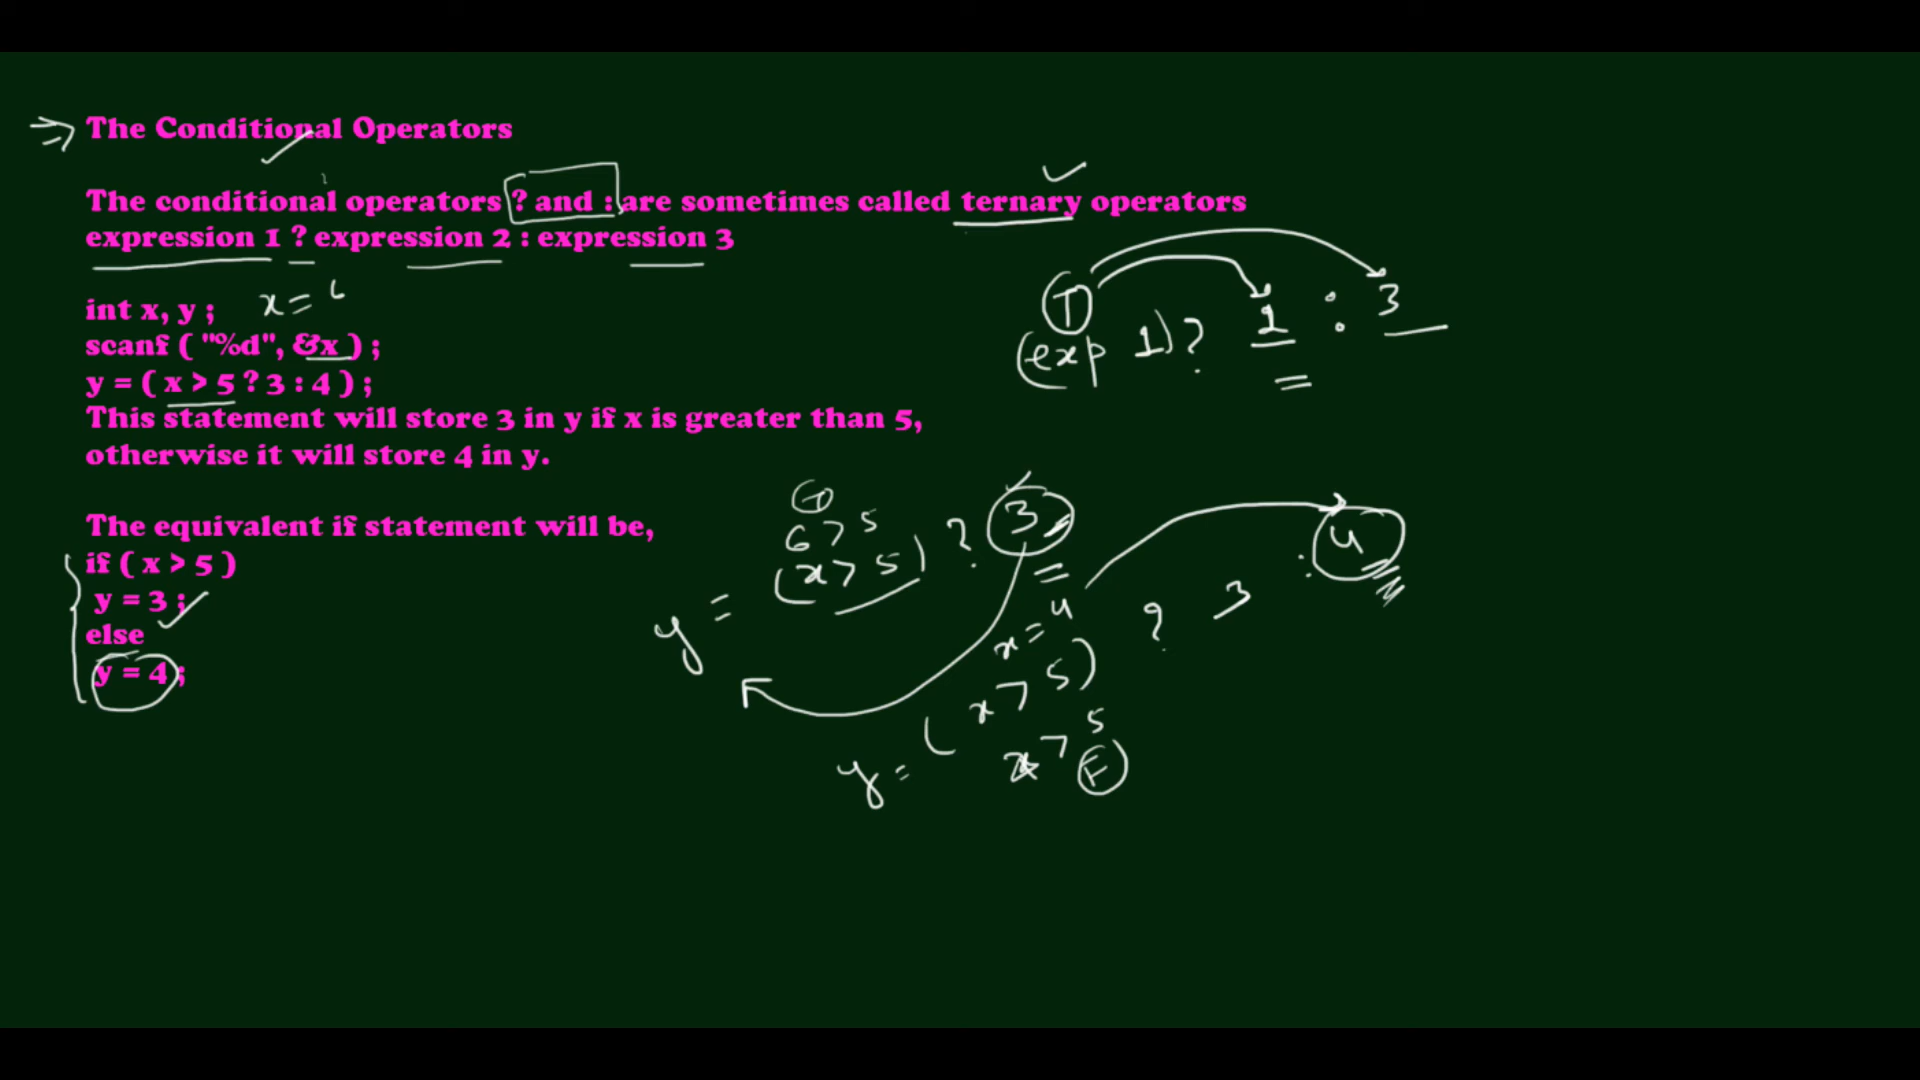 The Conditional Operators
The conditional operators ? and : are sometimes called ternary operators
expression 1 ? expression 2 : expression 3
int x, y ; x = 6
scanf ( "%d", &x ) ;
y = ( x > 5 ? 3 : 4 ) ;
This statement will store 3 in y if x is greater than 5,
otherwise it will store 4 in y.
The equivalent if statement will be,
if ( x > 5 )
y = 3 ;
else
y = 4 ;
T
(exp 1) ? 1 : 3
T
6 > 5
y = (x > 5) ? 3
x = 4
y = (x > 5) ? 3 : 4
> 5
F